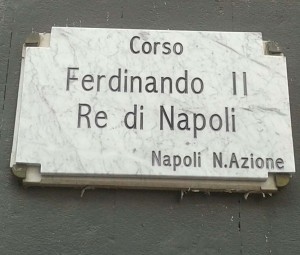 Corso
Ferdinando II
Re di Napoli
Napoli N.Azione